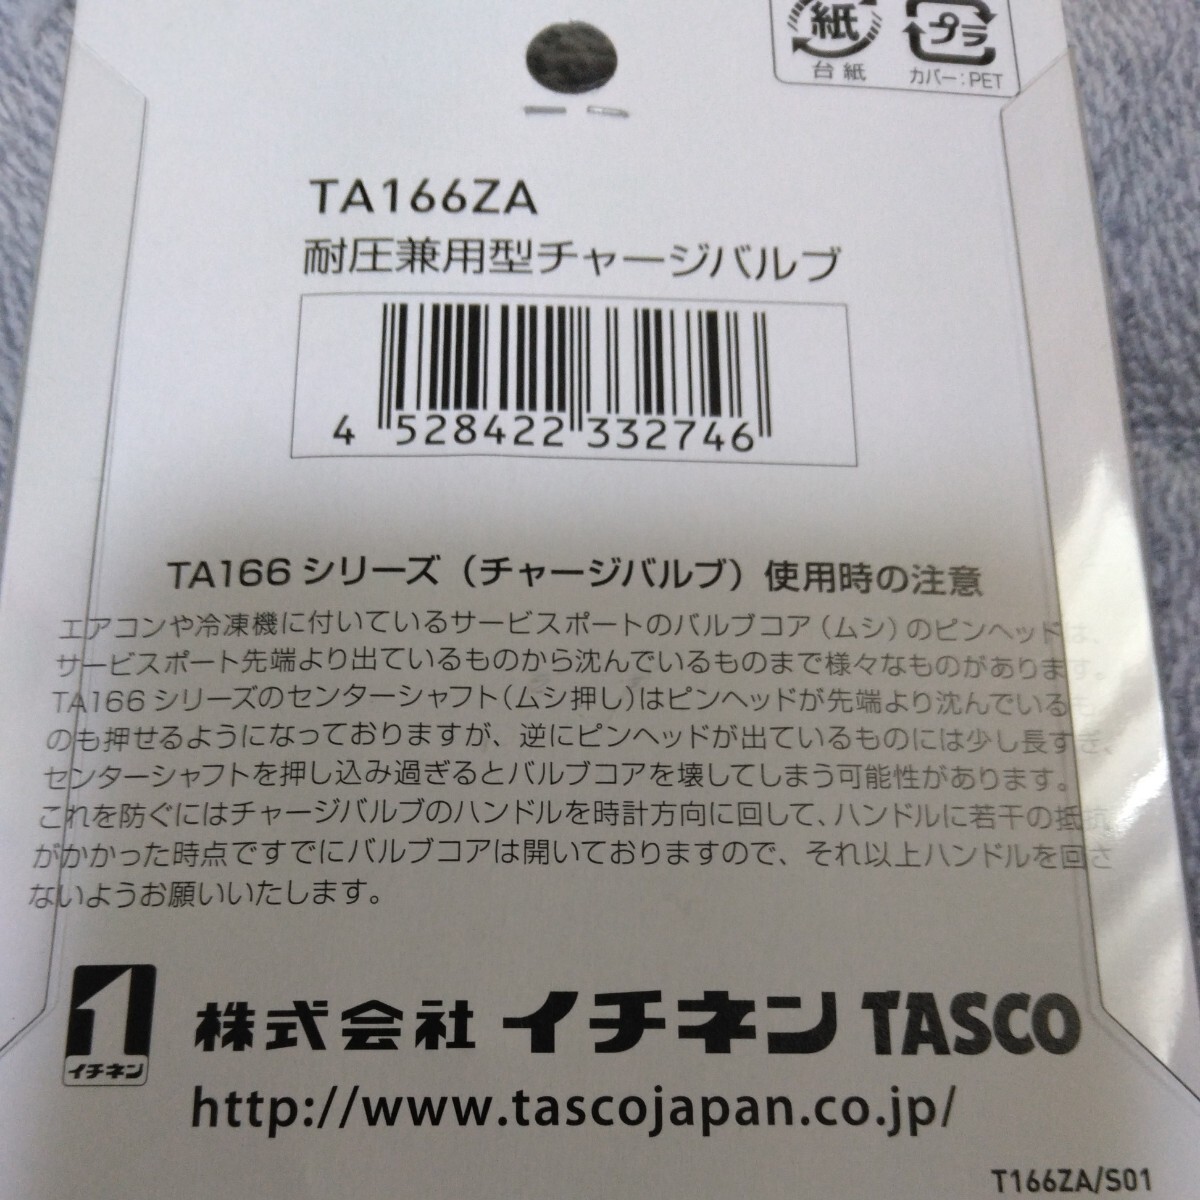 紙 プラ
台紙 カバー:PET
TA166ZA
耐圧兼用型チャージバルブ
4 528422 332746
TA166シリーズ（チャージバルブ）使用時の注意
エアコンや冷凍機に付いているサービスポートのバルブコア（ムシ）のピンヘッドは、
サービスポート先端より出ているものから沈んでいるものまで様々なものがあります。
TA166シリーズのセンターシャフト（ムシ押し）はピンヘッドが先端より沈んでいるも
のも押せるようになっておりますが、逆にピンヘッドが出ているものには少し長すぎ、
センターシャフトを押し込み過ぎるとバルブコアを壊してしまう可能性があります。
これを防ぐにはチャージバルブのハンドルを時計方向に回して、ハンドルに若干の抵抗
がかかった時点ですでにバルブコアは開いておりますので、それ以上ハンドルを回さ
ないようお願いいたします。
イチネン 株式会社 イチネン TASCO
http://www.tascojapan.co.jp/
T166ZA/S01